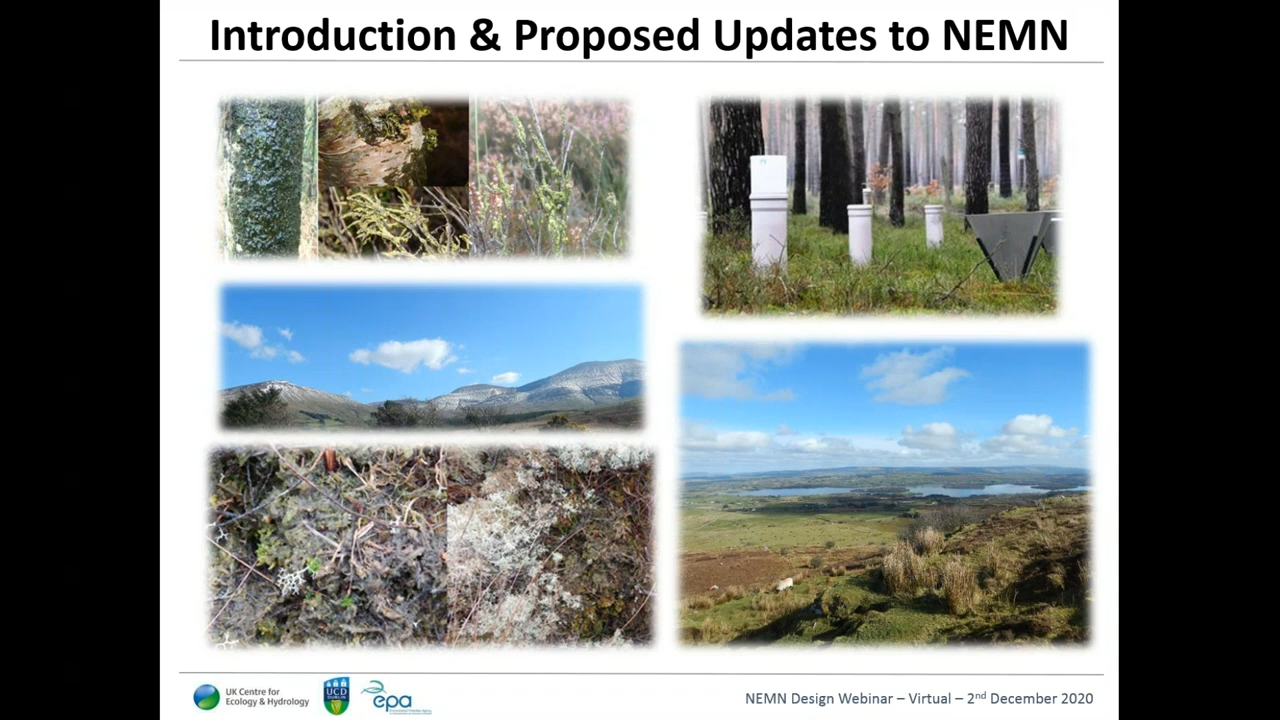 Introduction & Proposed Updates to NEMN
UK Centre for
Ecology & Hydrology
UCD
DUBLIN
epa
NEMN Design Webinar – Virtual – 2nd December 2020